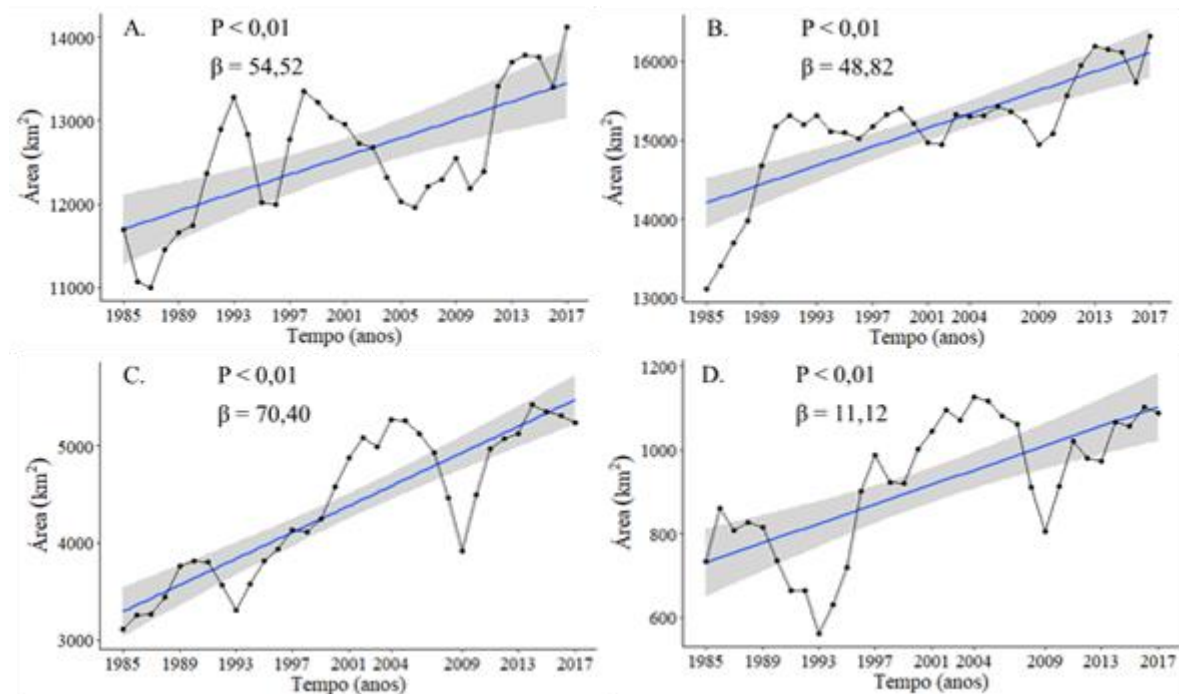 A. P < 0,01
β = 54,52
Área (km²)
14000
13000
12000
11000
1985 1989 1993 1997 2001 2004 2009 2013 2017
Tempo (anos)
B. P < 0,01
β = 48,82
Área (km²)
16000
15000
14000
13000
1985 1989 1993 1997 2001 2004 2009 2013 2017
Tempo (anos)
C. P < 0,01
β = 70,40
Área (km²)
5000
4000
3000
1985 1989 1993 1997 2001 2004 2009 2013 2017
Tempo (anos)
D. P < 0,01
β = 11,12
Área (km²)
1200
1000
800
600
1985 1989 1993 1997 2001 2004 2009 2013 2017
Tempo (anos)